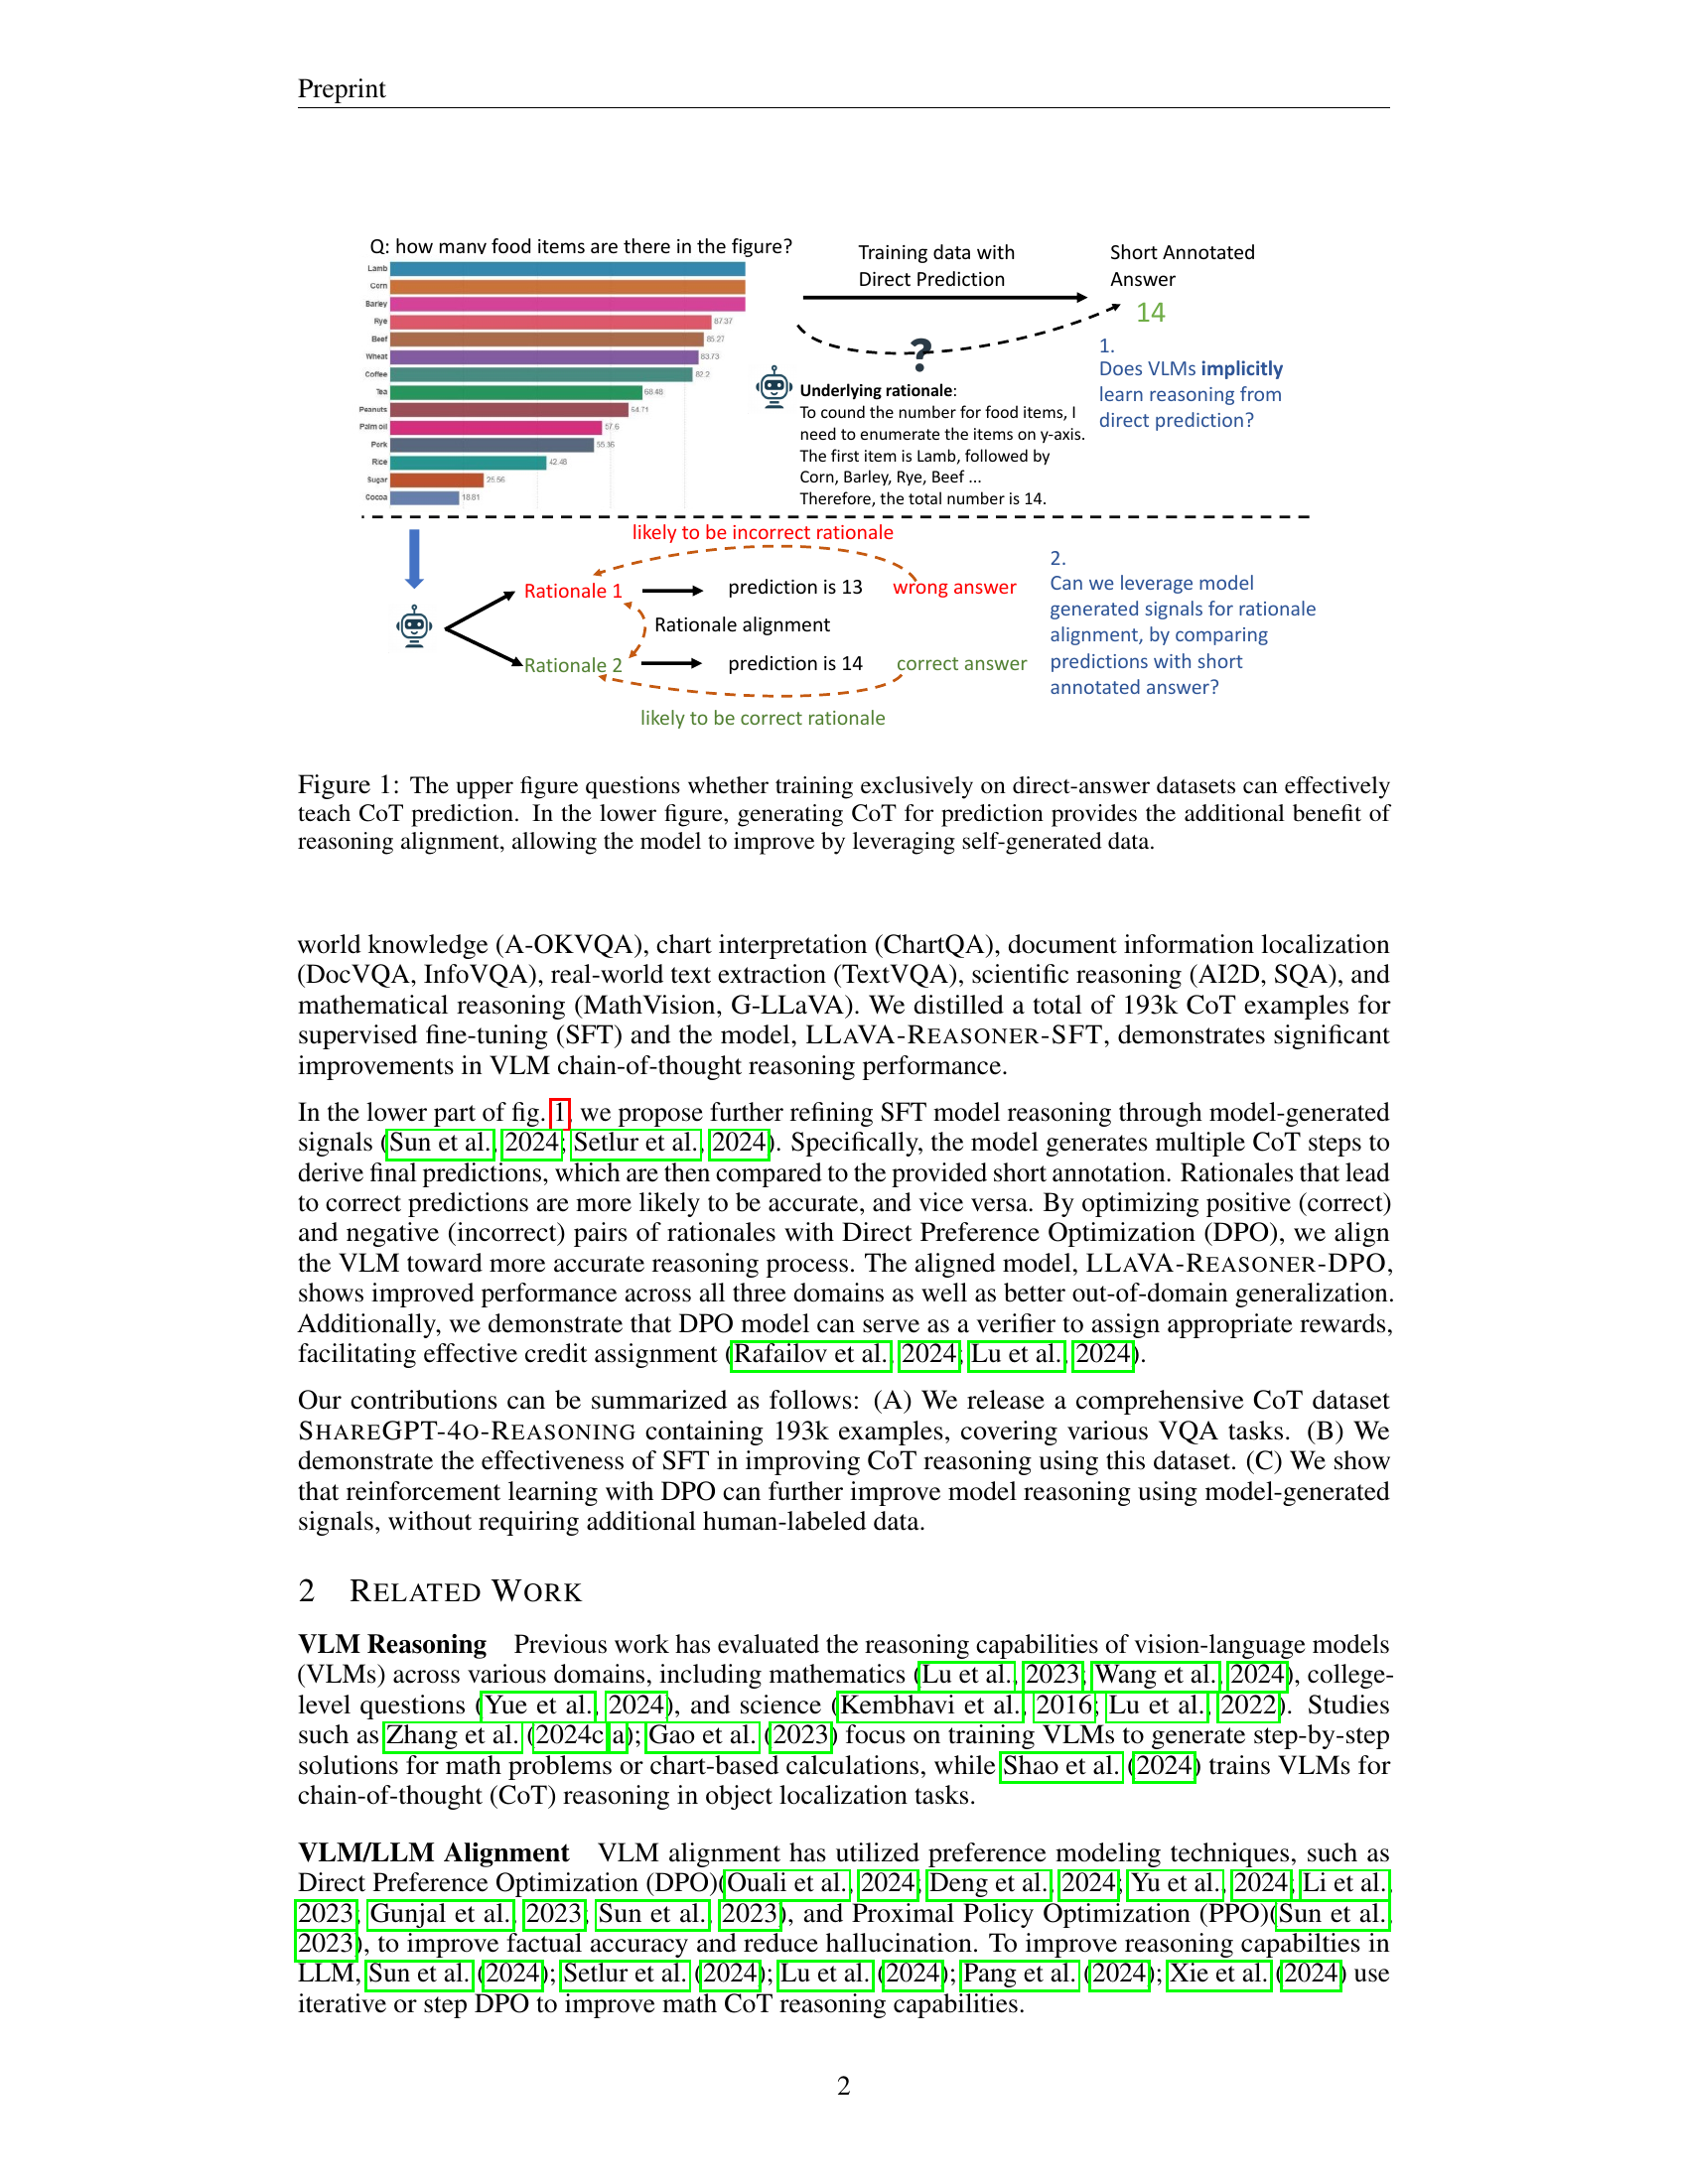 Preprint
Q: how many food items are there in the figure?
Lamb
Corn
Barley
Rye 87.37
Beef 85.27
Wheat 83.73
Coffee 82.2
Tea 68.48
Peanuts 64.71
Palm oil 57.6
Pork 55.36
Rice 42.48
Sugar 25.56
Cocoa 18.81
Training data with
Direct Prediction
Short Annotated
Answer
14
?
Underlying rationale:
To cound the number for food items, I
need to enumerate the items on y-axis.
The first item is Lamb, followed by
Corn, Barley, Rye, Beef ...
Therefore, the total number is 14.
1.
Does VLMs implicitly
learn reasoning from
direct prediction?
likely to be incorrect rationale
Rationale 1 prediction is 13 wrong answer
Rationale alignment
Rationale 2 prediction is 14 correct answer
likely to be correct rationale
2.
Can we leverage model
generated signals for rationale
alignment, by comparing
predictions with short
annotated answer?
Figure 1: The upper figure questions whether training exclusively on direct-answer datasets can effectively
teach CoT prediction. In the lower figure, generating CoT for prediction provides the additional benefit of
reasoning alignment, allowing the model to improve by leveraging self-generated data.
world knowledge (A-OKVQA), chart interpretation (ChartQA), document information localization
(DocVQA, InfoVQA), real-world text extraction (TextVQA), scientific reasoning (AI2D, SQA), and
mathematical reasoning (MathVision, G-LLaVA). We distilled a total of 193k CoT examples for
supervised fine-tuning (SFT) and the model, LLAVA-REASONER-SFT, demonstrates significant
improvements in VLM chain-of-thought reasoning performance.
In the lower part of fig. 1, we propose further refining SFT model reasoning through model-generated
signals (Sun et al., 2024; Setlur et al., 2024). Specifically, the model generates multiple CoT steps to
derive final predictions, which are then compared to the provided short annotation. Rationales that lead
to correct predictions are more likely to be accurate, and vice versa. By optimizing positive (correct)
and negative (incorrect) pairs of rationales with Direct Preference Optimization (DPO), we align
the VLM toward more accurate reasoning process. The aligned model, LLAVA-REASONER-DPO,
shows improved performance across all three domains as well as better out-of-domain generalization.
Additionally, we demonstrate that DPO model can serve as a verifier to assign appropriate rewards,
facilitating effective credit assignment (Rafailov et al., 2024; Lu et al., 2024).
Our contributions can be summarized as follows: (A) We release a comprehensive CoT dataset
SHAREGPT-4O-REASONING containing 193k examples, covering various VQA tasks. (B) We
demonstrate the effectiveness of SFT in improving CoT reasoning using this dataset. (C) We show
that reinforcement learning with DPO can further improve model reasoning using model-generated
signals, without requiring additional human-labeled data.
2 RELATED WORK
VLM Reasoning Previous work has evaluated the reasoning capabilities of vision-language models
(VLMs) across various domains, including mathematics (Lu et al., 2023; Wang et al., 2024), college-
level questions (Yue et al., 2024), and science (Kembhavi et al., 2016; Lu et al., 2022). Studies
such as Zhang et al. (2024c;a); Gao et al. (2023) focus on training VLMs to generate step-by-step
solutions for math problems or chart-based calculations, while Shao et al. (2024) trains VLMs for
chain-of-thought (CoT) reasoning in object localization tasks.
VLM/LLM Alignment VLM alignment has utilized preference modeling techniques, such as
Direct Preference Optimization (DPO)(Ouali et al., 2024; Deng et al., 2024; Yu et al., 2024; Li et al.,
2023; Gunjal et al., 2023; Sun et al., 2023), and Proximal Policy Optimization (PPO)(Sun et al.,
2023), to improve factual accuracy and reduce hallucination. To improve reasoning capabilties in
LLM, Sun et al. (2024); Setlur et al. (2024); Lu et al. (2024); Pang et al. (2024); Xie et al. (2024) use
iterative or step DPO to improve math CoT reasoning capabilities.
2